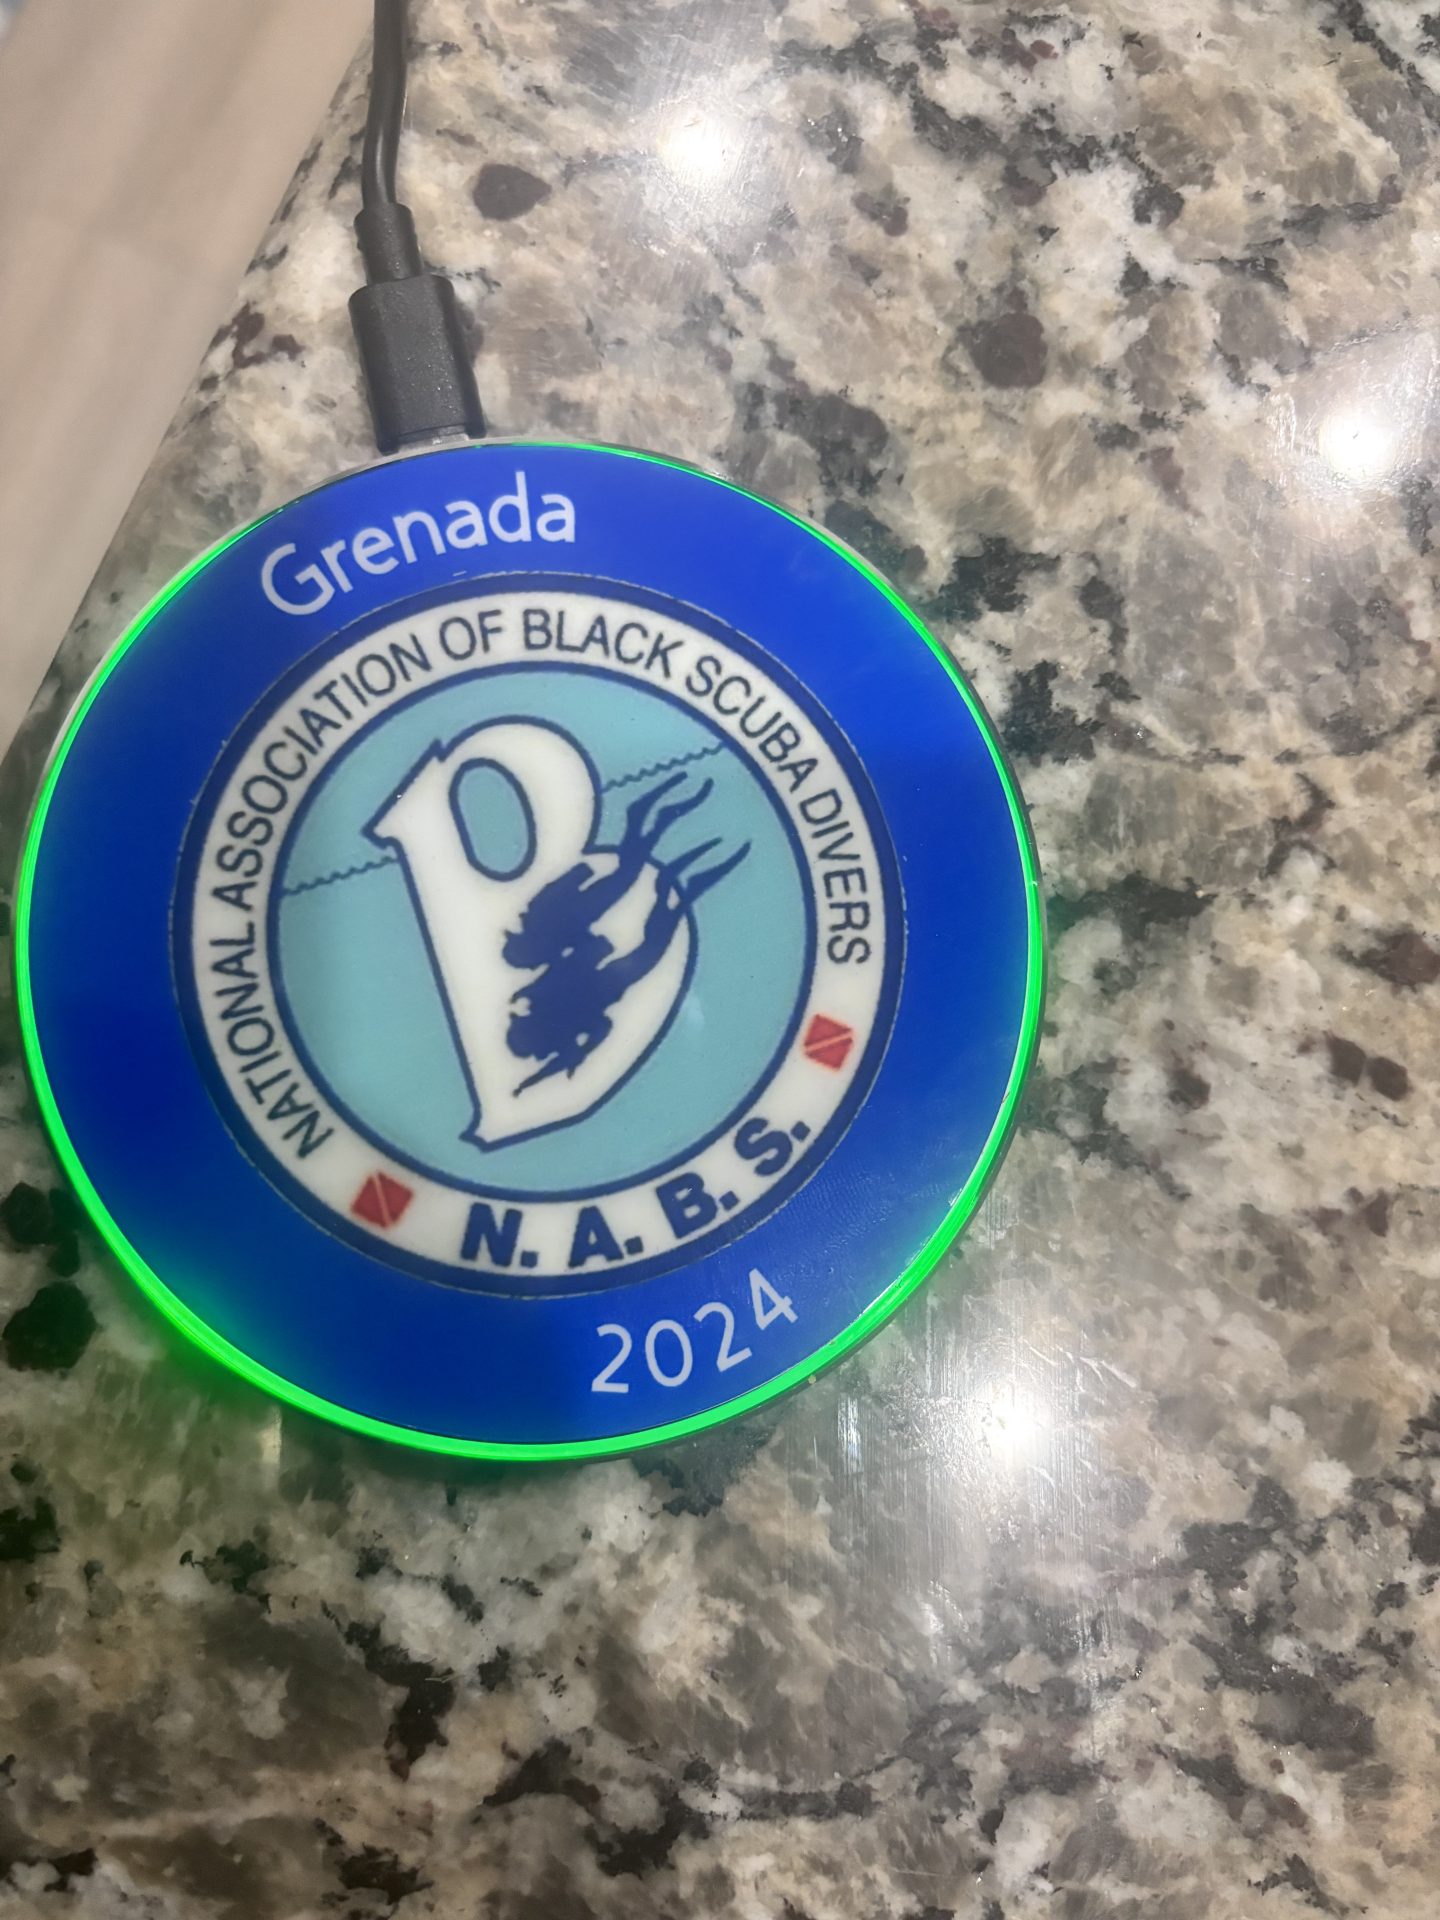 Grenada
NATIONAL ASSOCIATION OF BLACK SCUBA DIVERS
B
N. A. B. S.
2024